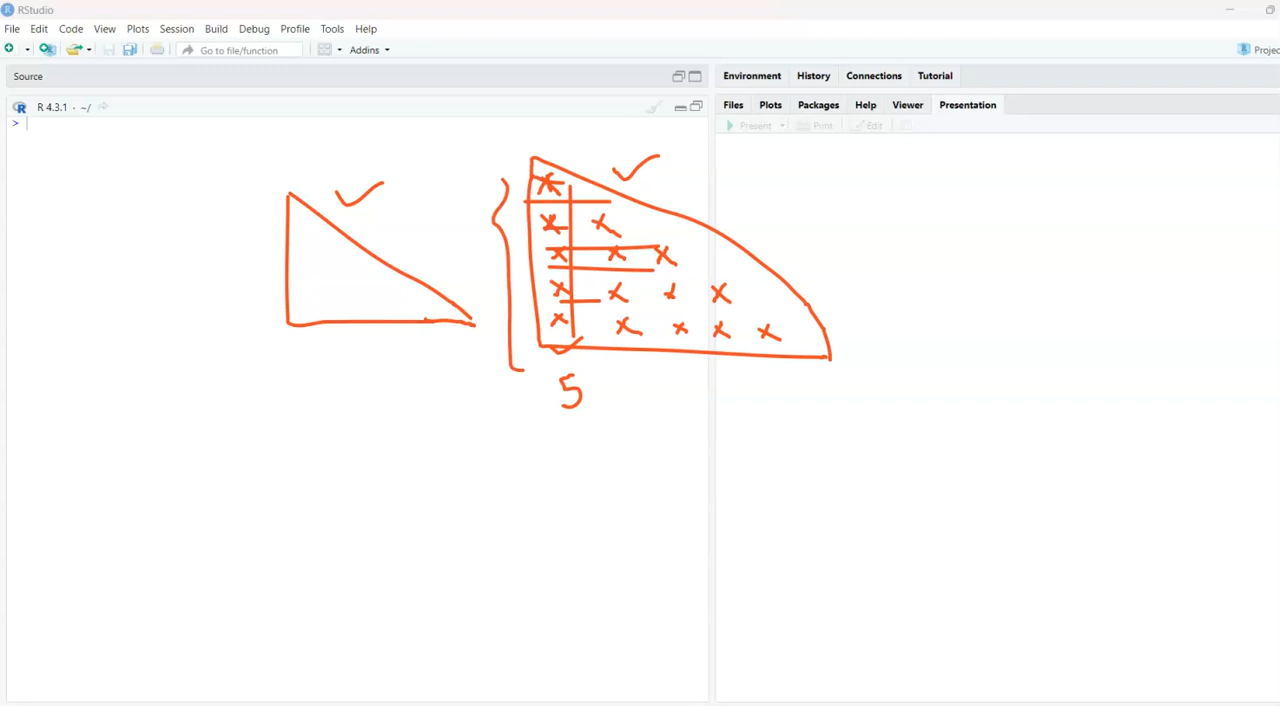 RStudio
File Edit Code View Plots Session Build Debug Profile Tools Help
Go to file/function Addins
Source
R 4.3.1 · ~/
>
Environment History Connections Tutorial
Files Plots Packages Help Viewer Presentation
Present Print Edit
x
x x
x x x
x x x x
x x x x x
5